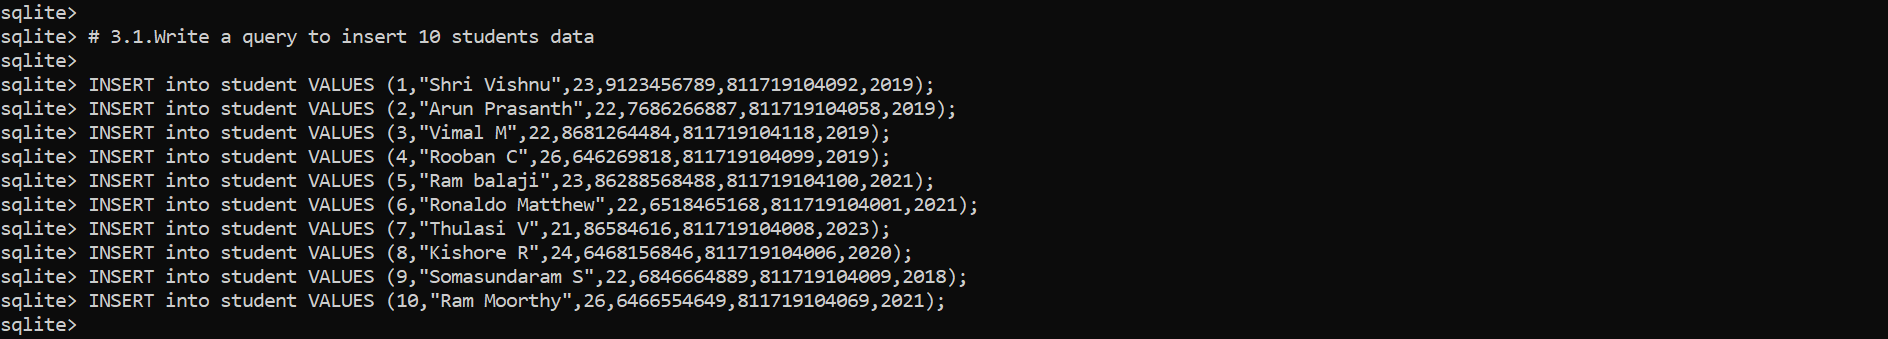 sqlite>
sqlite> # 3.1.Write a query to insert 10 students data
sqlite>
sqlite> INSERT into student VALUES (1,"Shri Vishnu",23,9123456789,811719104092,2019);
sqlite> INSERT into student VALUES (2,"Arun Prasanth",22,7686266887,811719104058,2019);
sqlite> INSERT into student VALUES (3,"Vimal M",22,8681264484,811719104118,2019);
sqlite> INSERT into student VALUES (4,"Rooban C",26,646269818,811719104099,2019);
sqlite> INSERT into student VALUES (5,"Ram balaji",23,86288568488,811719104100,2021);
sqlite> INSERT into student VALUES (6,"Ronaldo Matthew",22,6518465168,811719104001,2021);
sqlite> INSERT into student VALUES (7,"Thulasi V",21,86584616,811719104008,2023);
sqlite> INSERT into student VALUES (8,"Kishore R",24,6468156846,811719104006,2020);
sqlite> INSERT into student VALUES (9,"Somasundaram S",22,6846664889,811719104009,2018);
sqlite> INSERT into student VALUES (10,"Ram Moorthy",26,6466554649,811719104069,2021);
sqlite>